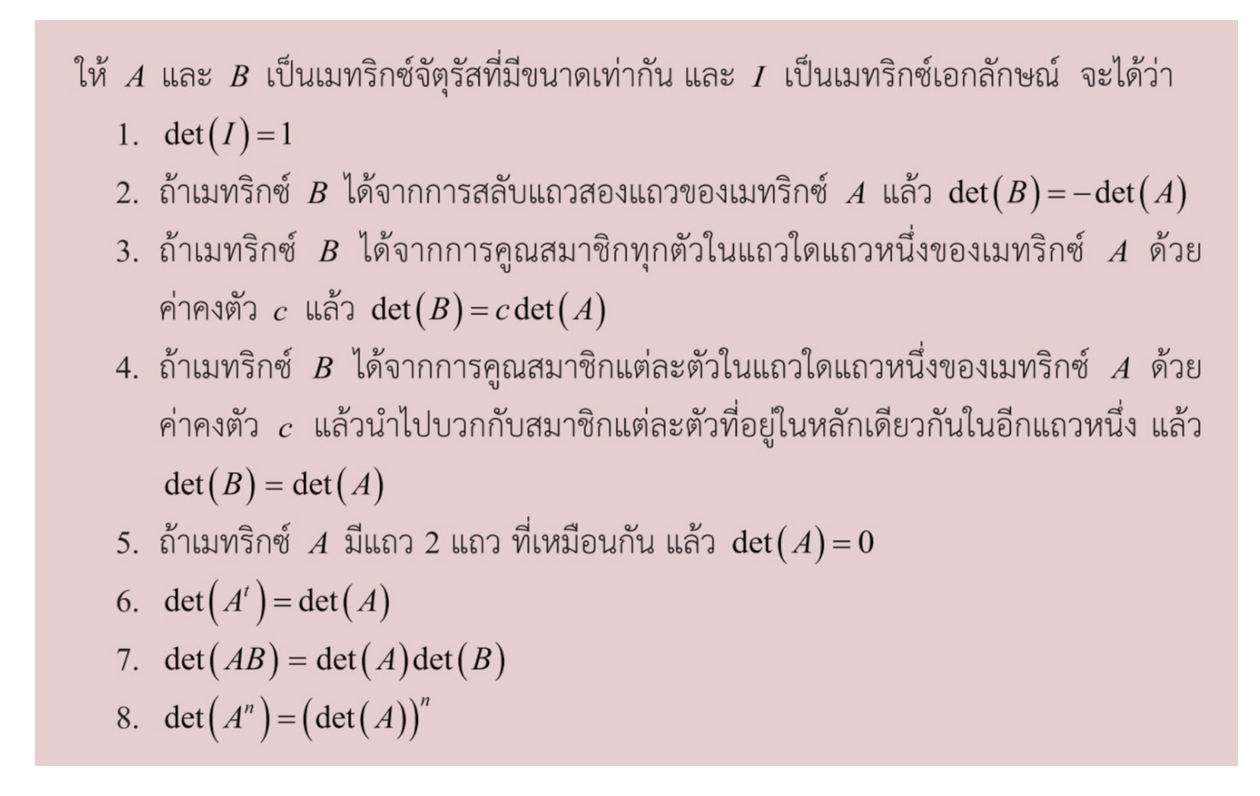 ให้ A และ B เป็นเมทริกซ์จัตุรัสที่มีขนาดเท่ากัน และ I เป็นเมทริกซ์เอกลักษณ์ จะได้ว่า
1. det(I)=1
2. ถ้าเมทริกซ์ B ได้จากการสลับแถวสองแถวของเมทริกซ์ A แล้ว det(B)=−det(A)
3. ถ้าเมทริกซ์ B ได้จากการคูณสมาชิกทุกตัวในแถวใดแถวหนึ่งของเมทริกซ์ A ด้วย
ค่าคงตัว c แล้ว det(B)=c det(A)
4. ถ้าเมทริกซ์ B ได้จากการคูณสมาชิกแต่ละตัวในแถวใดแถวหนึ่งของเมทริกซ์ A ด้วย
ค่าคงตัว c แล้วนำไปบวกกับสมาชิกแต่ละตัวที่อยู่ในหลักเดียวกันในอีกแถวหนึ่ง แล้ว
det(B) = det(A)
5. ถ้าเมทริกซ์ A มีแถว 2 แถว ที่เหมือนกัน แล้ว det(A)=0
6. det(Aᵗ)=det(A)
7. det(AB) = det(A)det(B)
8. det(Aⁿ)=(det(A))ⁿ